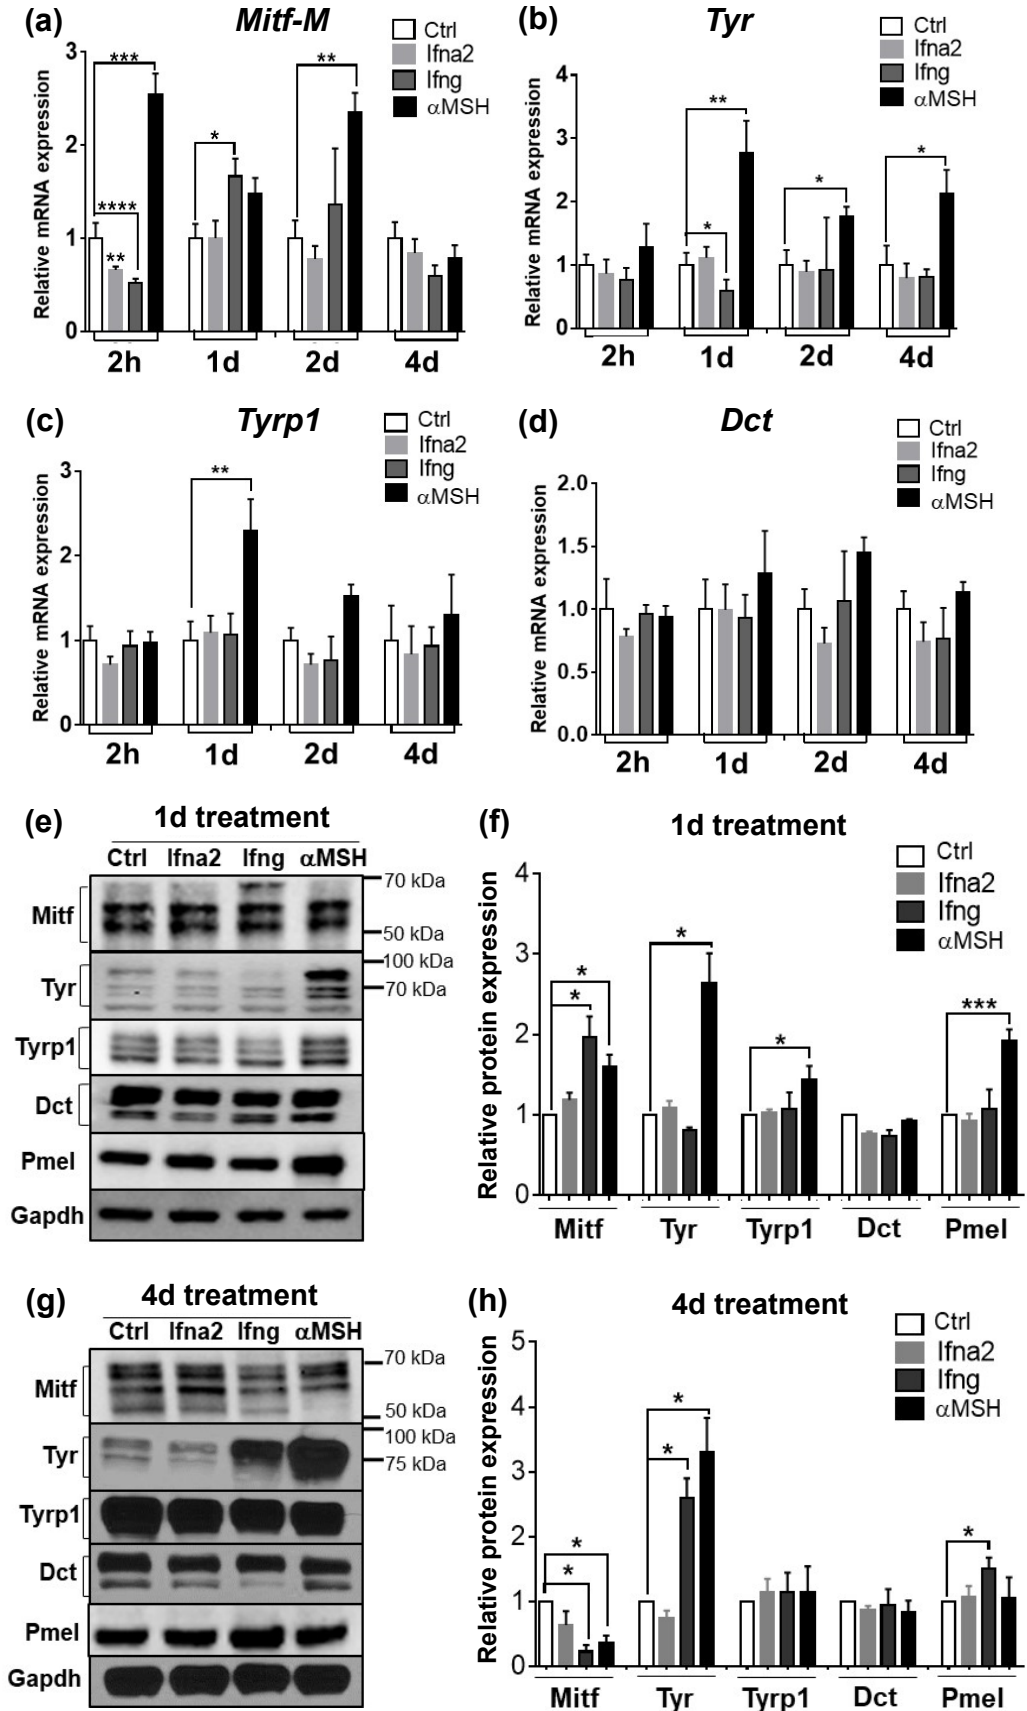 (a)
Mitf-M
Ctrl
Ifna2
Ifng
αMSH
Relative mRNA expression
3
2
1
0
***
****
**
*
**
2h
1d
2d
4d
(b)
Tyr
Ctrl
Ifna2
Ifng
αMSH
Relative mRNA expression
4
3
2
1
0
**
*
*
*
2h
1d
2d
4d
(c)
Tyrp1
Ctrl
Ifna2
Ifng
αMSH
Relative mRNA expression
3
2
1
0
**
2h
1d
2d
4d
(d)
Dct
Ctrl
Ifna2
Ifng
αMSH
Relative mRNA expression
2.0
1.5
1.0
0.5
0.0
2h
1d
2d
4d
(e)
1d treatment
Ctrl Ifna2 Ifng αMSH
Mitf
70 kDa
50 kDa
Tyr
100 kDa
70 kDa
Tyrp1
Dct
Pmel
Gapdh
(f)
1d treatment
Ctrl
Ifna2
Ifng
αMSH
Relative protein expression
4
3
2
1
0
*
*
*
*
***
Mitf
Tyr
Tyrp1
Dct
Pmel
(g)
4d treatment
Ctrl Ifna2 Ifng αMSH
Mitf
70 kDa
50 kDa
Tyr
100 kDa
75 kDa
Tyrp1
Dct
Pmel
Gapdh
(h)
4d treatment
Ctrl
Ifna2
Ifng
αMSH
Relative protein expression
5
4
3
2
1
0
*
*
*
*
*
Mitf
Tyr
Tyrp1
Dct
Pmel